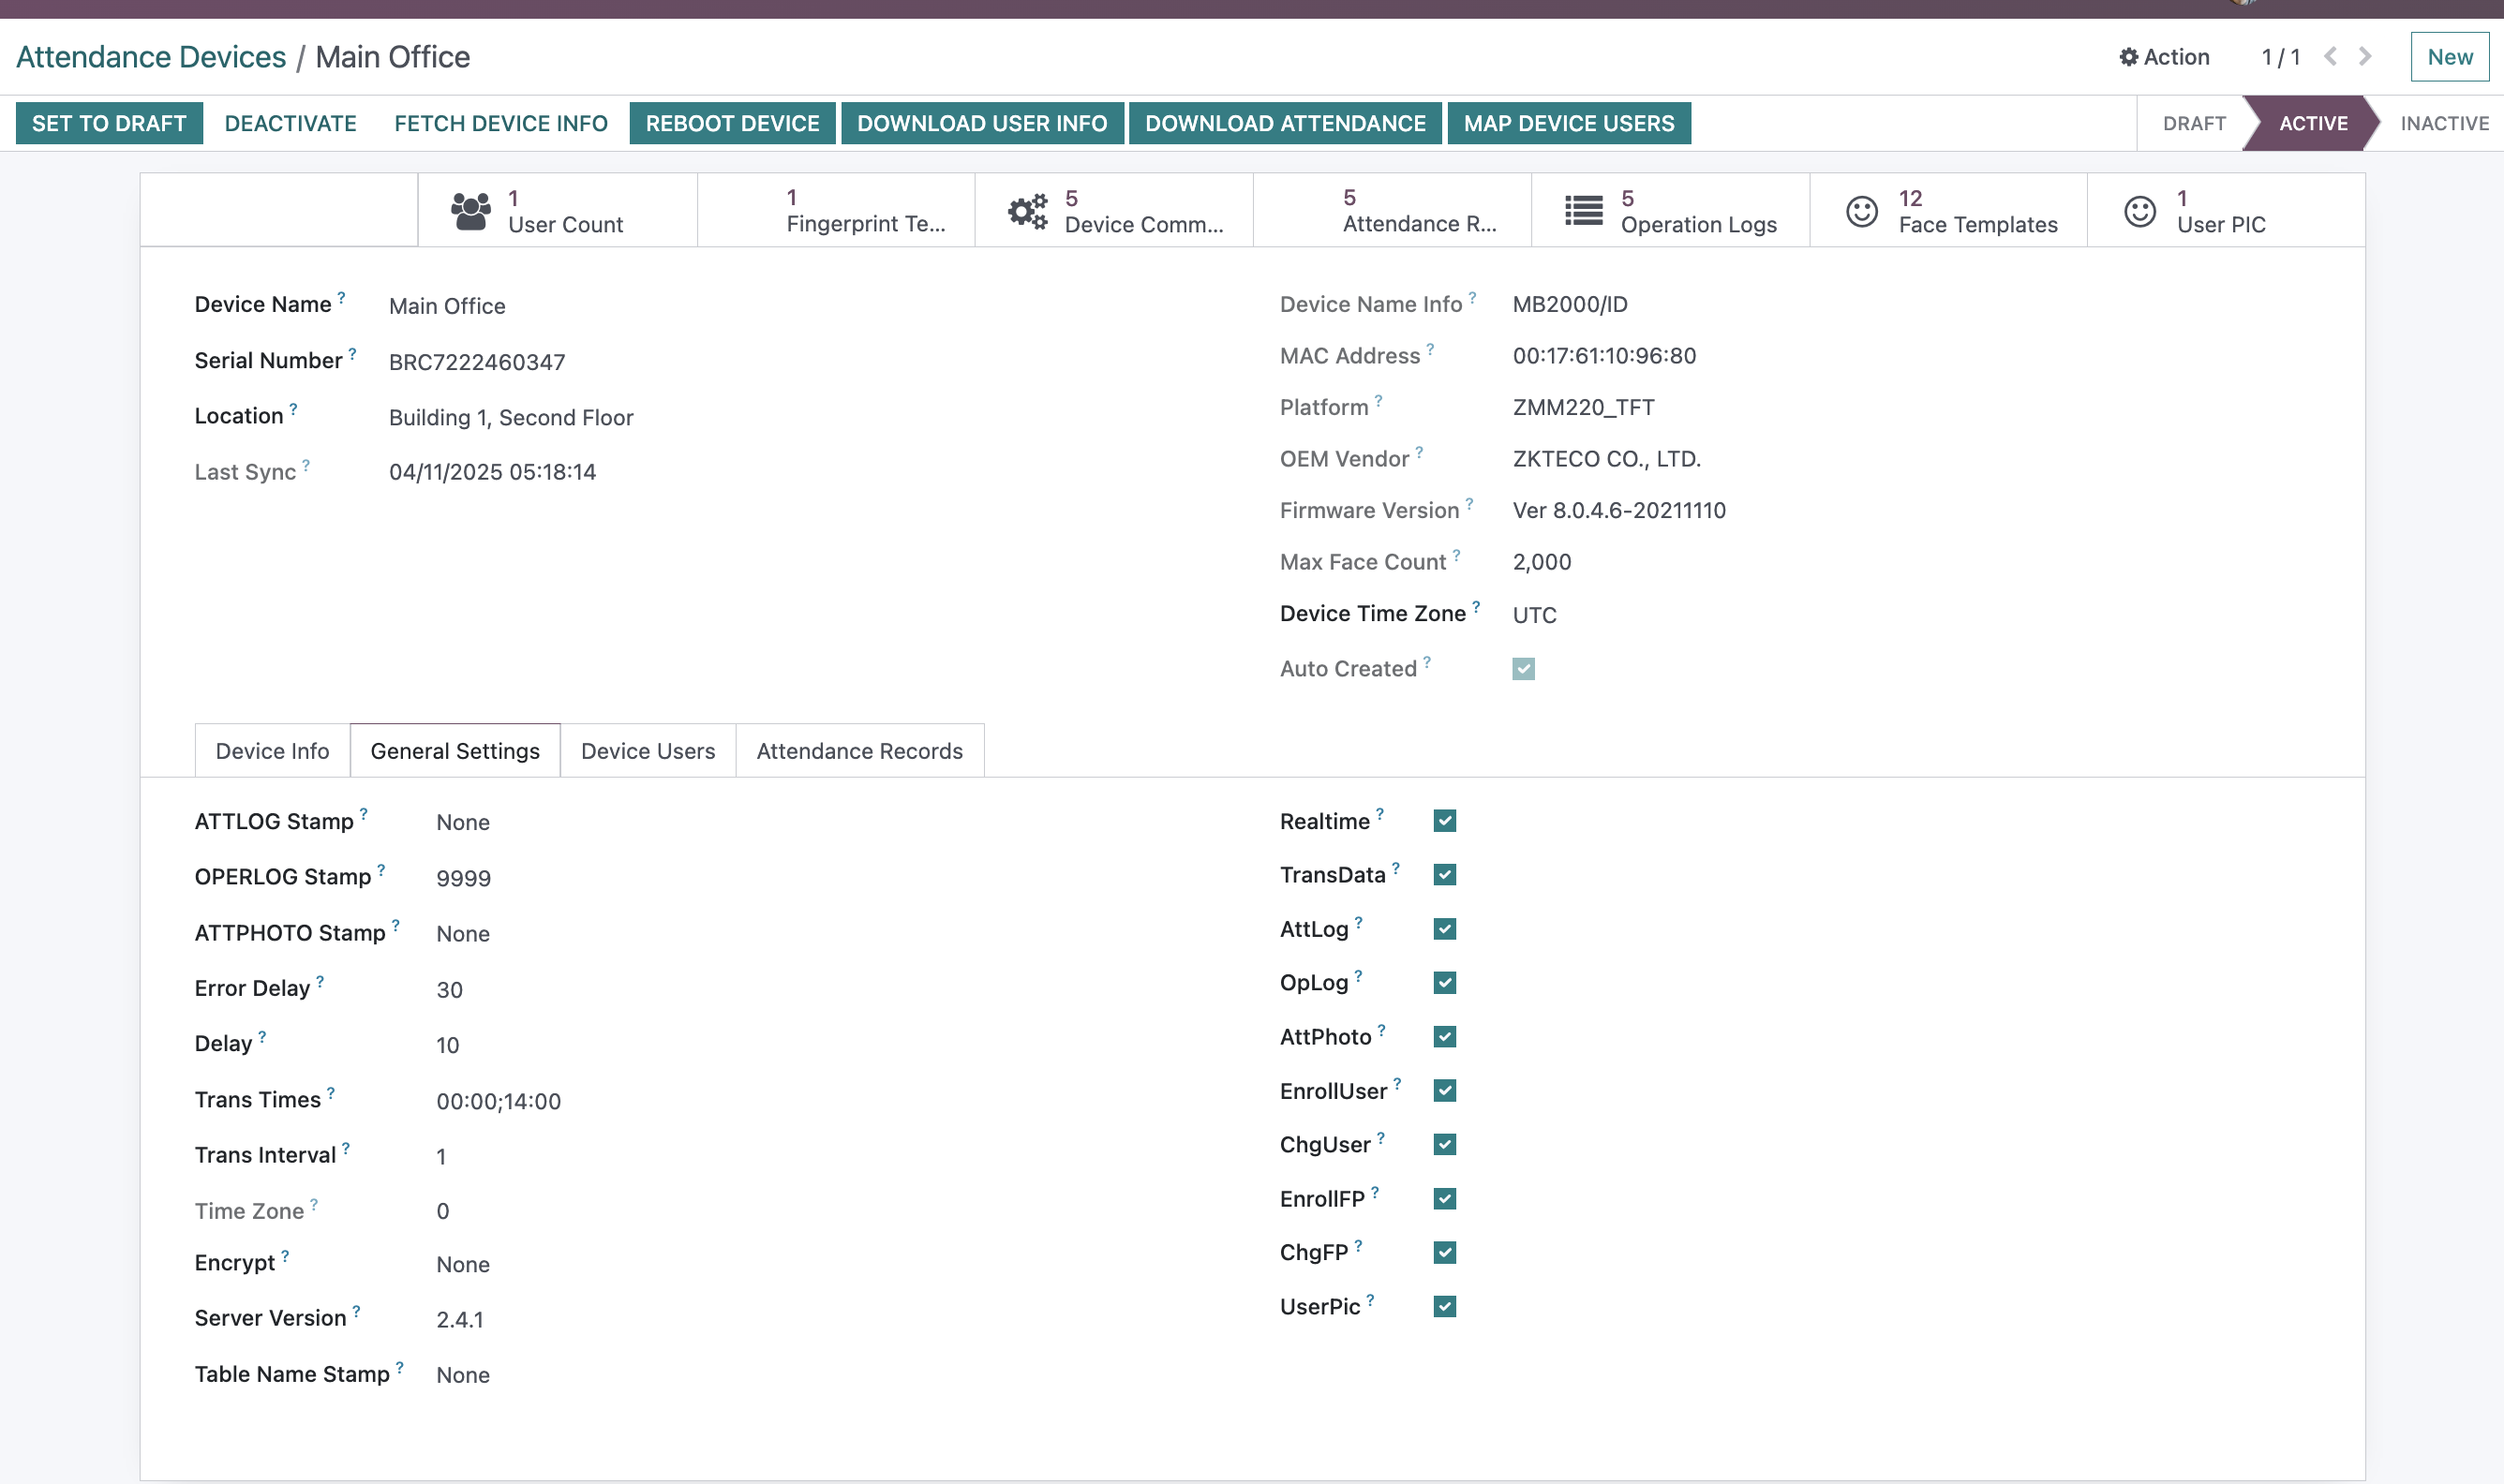 Attendance Devices / Main Office
Action
1 / 1
New
SET TO DRAFT DEACTIVATE FETCH DEVICE INFO REBOOT DEVICE DOWNLOAD USER INFO DOWNLOAD ATTENDANCE MAP DEVICE USERS
DRAFT ACTIVE INACTIVE
1
User Count
1
Fingerprint Te...
5
Device Comm...
5
Attendance R...
5
Operation Logs
12
Face Templates
1
User PIC
Device Name ? Main Office
Serial Number ? BRC7222460347
Location ? Building 1, Second Floor
Last Sync ? 04/11/2025 05:18:14
Device Name Info ? MB2000/ID
MAC Address ? 00:17:61:10:96:80
Platform ? ZMM220_TFT
OEM Vendor ? ZKTECO CO., LTD.
Firmware Version ? Ver 8.0.4.6-20211110
Max Face Count ? 2,000
Device Time Zone ? UTC
Auto Created ?
Device Info General Settings Device Users Attendance Records
ATTLOG Stamp ? None
OPERLOG Stamp ? 9999
ATTPHOTO Stamp ? None
Error Delay ? 30
Delay ? 10
Trans Times ? 00:00;14:00
Trans Interval ? 1
Time Zone ? 0
Encrypt ? None
Server Version ? 2.4.1
Table Name Stamp ? None
Realtime ?
TransData ?
AttLog ?
OpLog ?
AttPhoto ?
EnrollUser ?
ChgUser ?
EnrollFP ?
ChgFP ?
UserPic ?